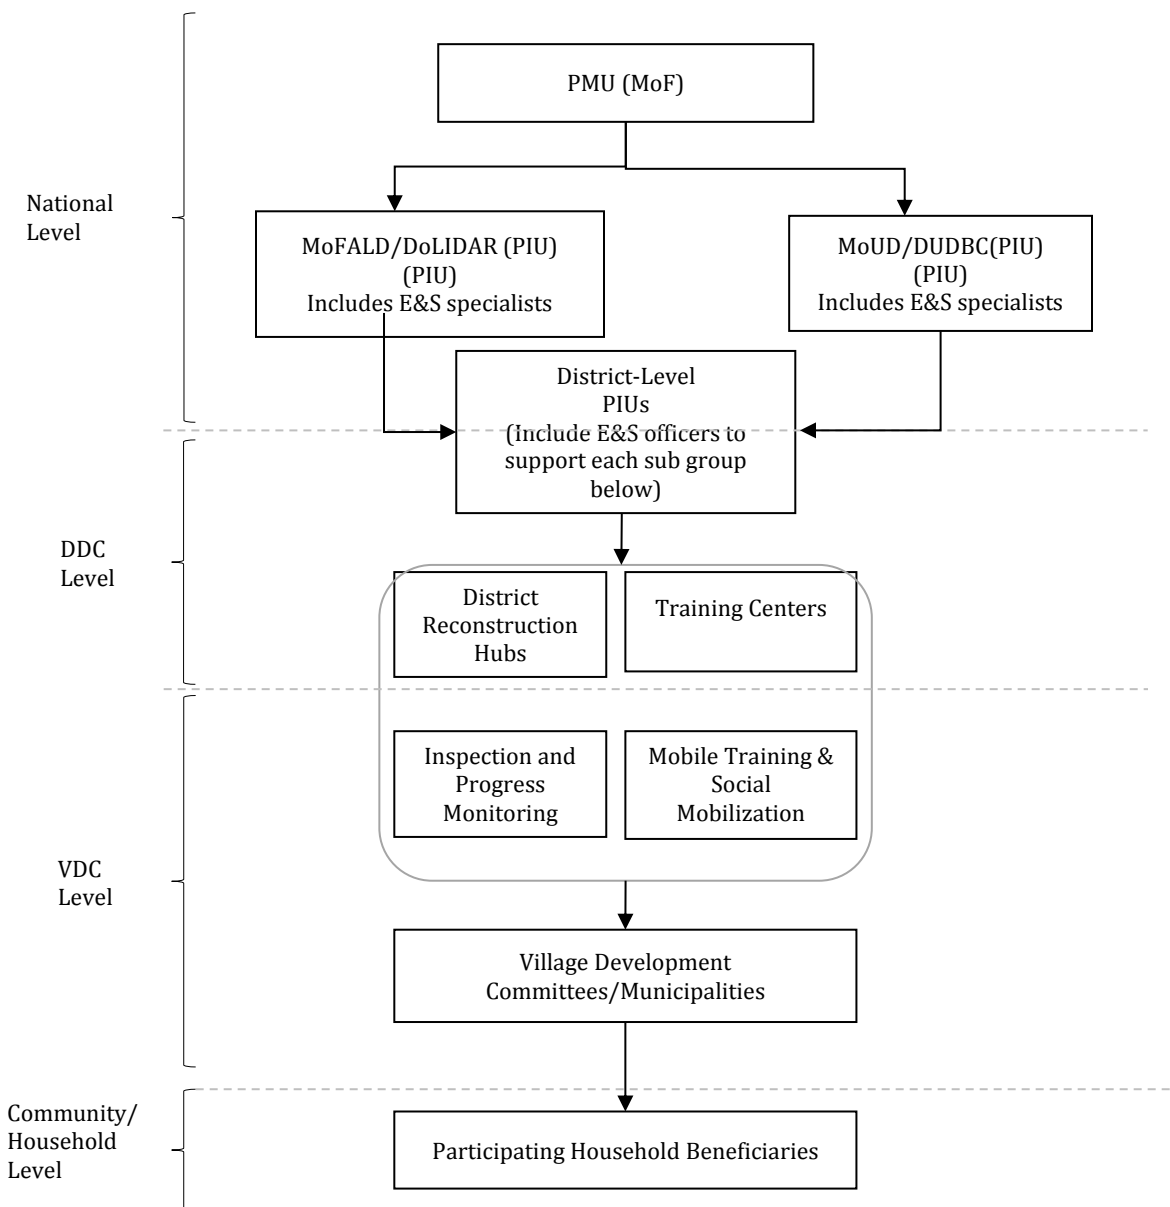 PMU (MoF)
National
Level
MoFALD/DoLIDAR (PIU)
(PIU)
Includes E&S specialists
MoUD/DUDBC(PIU)
(PIU)
Includes E&S specialists
District-Level
PIUs
(Include E&S officers to
support each sub group
below)
DDC
Level
District
Reconstruction
Hubs
Training Centers
Inspection and
Progress
Monitoring
Mobile Training &
Social
Mobilization
VDC
Level
Village Development
Committees/Municipalities
Community/
Household
Level
Participating Household Beneficiaries